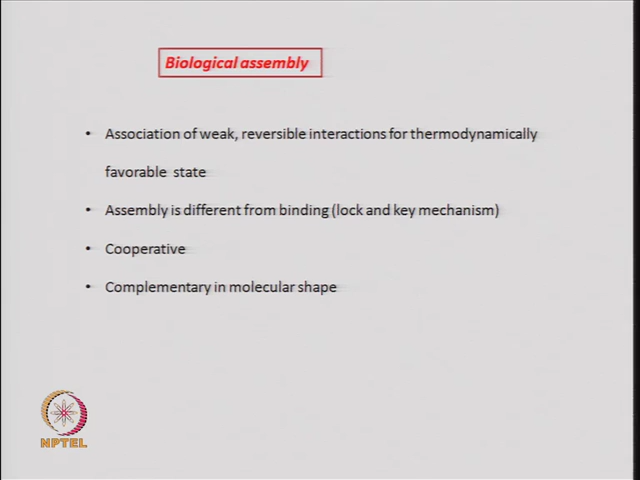 Biological assembly
• Association of weak, reversible interactions for thermodynamically
favorable state
• Assembly is different from binding (lock and key mechanism)
• Cooperative
• Complementary in molecular shape
NPTEL